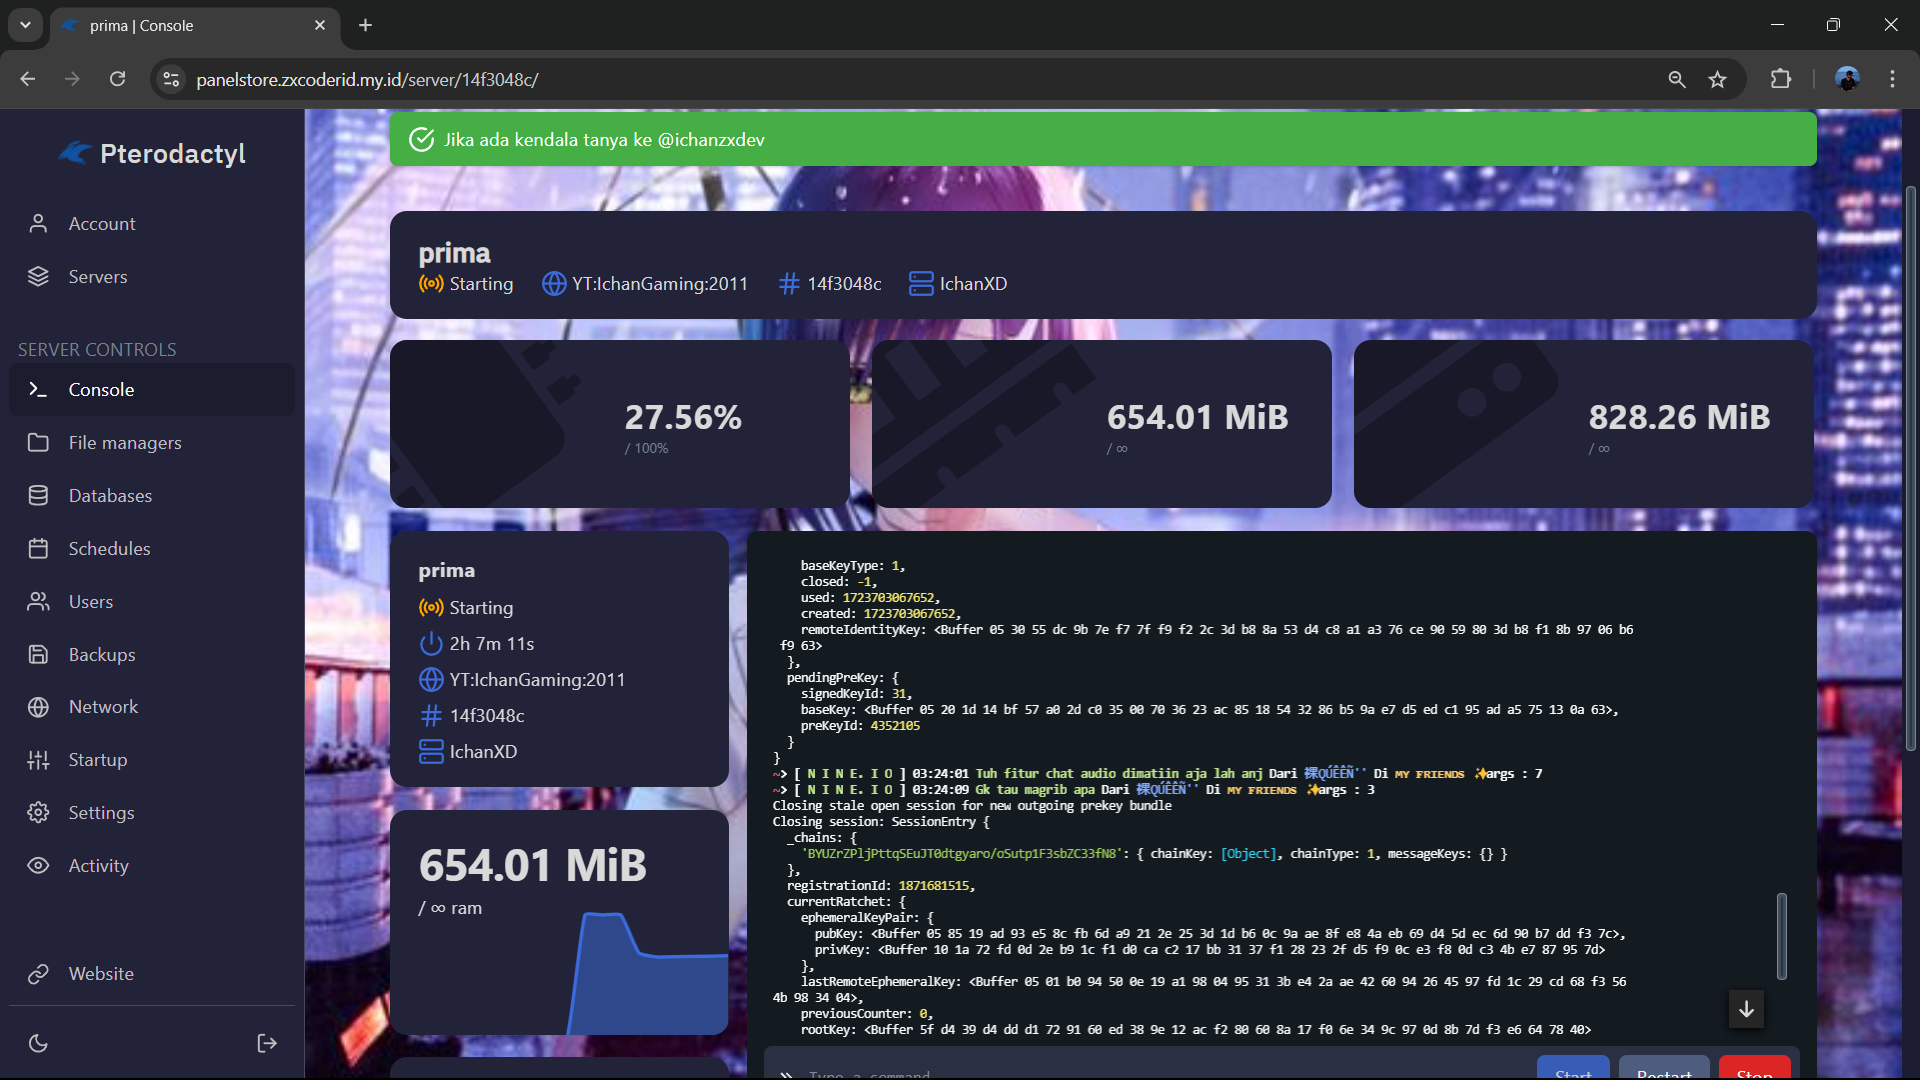 prima | Console
panelstore.zxcoderid.my.id/server/14f3048c/
Pterodactyl
Account
Servers
SERVER CONTROLS
Console
File managers
Databases
Schedules
Users
Backups
Network
Startup
Settings
Activity
Website
Jika ada kendala tanya ke @ichanzxdev
prima
Starting YT:IchanGaming:2011 14f3048c IchanXD
27.56%
/ 100%
654.01 MiB
/ ∞
828.26 MiB
/ ∞
prima
Starting
2h 7m 11s
YT:IchanGaming:2011
14f3048c
IchanXD
654.01 MiB
/ ∞ ram
baseKeyType: 1,
closed: -1,
used: 1723703067652,
created: 1723703067652,
remoteIdentityKey: <Buffer 05 30 55 dc 9b 7e f7 7f f9 f2 2c 3d b8 8a 53 d4 c8 a1 a3 76 ce 90 59 80 3d b8 f1 8b 97 06 b6
f9 63>
},
pendingPreKey: {
signedKeyId: 31,
baseKey: <Buffer 05 20 1d 14 bf 57 a0 2d c0 35 00 70 36 23 ac 85 18 54 32 86 b5 9a e7 d5 ed c1 95 ad a5 75 13 0a 63>,
preKeyId: 4352105
}
}
~> [ N I N E. I O ] 03:24:01 Tuh fitur chat audio dimatiin aja lah anj Dari 裸QÚÊÊÑ'' Di MY FRIENDS ✨args : 7
~> [ N I N E. I O ] 03:24:09 Gk tau magrib apa Dari 裸QÚÊÊÑ'' Di MY FRIENDS ✨args : 3
Closing stale open session for new outgoing prekey bundle
Closing session: SessionEntry {
_chains: {
'BYUZrZPljPttqSEuJT0dtgyaro/oSutp1F3sbZC33fN8': { chainKey: [Object], chainType: 1, messageKeys: {} }
},
registrationId: 1871681515,
currentRatchet: {
ephemeralKeyPair: {
pubKey: <Buffer 05 85 19 ad 93 e5 8c fb 6d a9 21 2e 25 3d 1d b6 0c 9a ae 8f e8 4a eb 69 d4 5d ec 6d 90 b7 dd f3 7c>,
privKey: <Buffer 10 1a 72 fd 0d 2e b9 1c f1 d0 ca c2 17 bb 31 37 f1 28 23 2f d5 f9 0c e3 f8 0d c3 4b e7 87 95 7d>
},
lastRemoteEphemeralKey: <Buffer 05 01 b0 94 50 0e 19 a1 98 04 95 31 3b e4 2a ae 42 60 94 26 45 97 fd 1c 29 cd 68 f3 56
4b 98 34 04>,
previousCounter: 0,
rootKey: <Buffer 5f d4 39 d4 dd d1 72 91 60 ed 38 9e 12 ac f2 80 60 8a 17 f0 6e 34 9c 97 0d 8b 7d f3 e6 64 78 40>
Type a command
Start Restart Stop